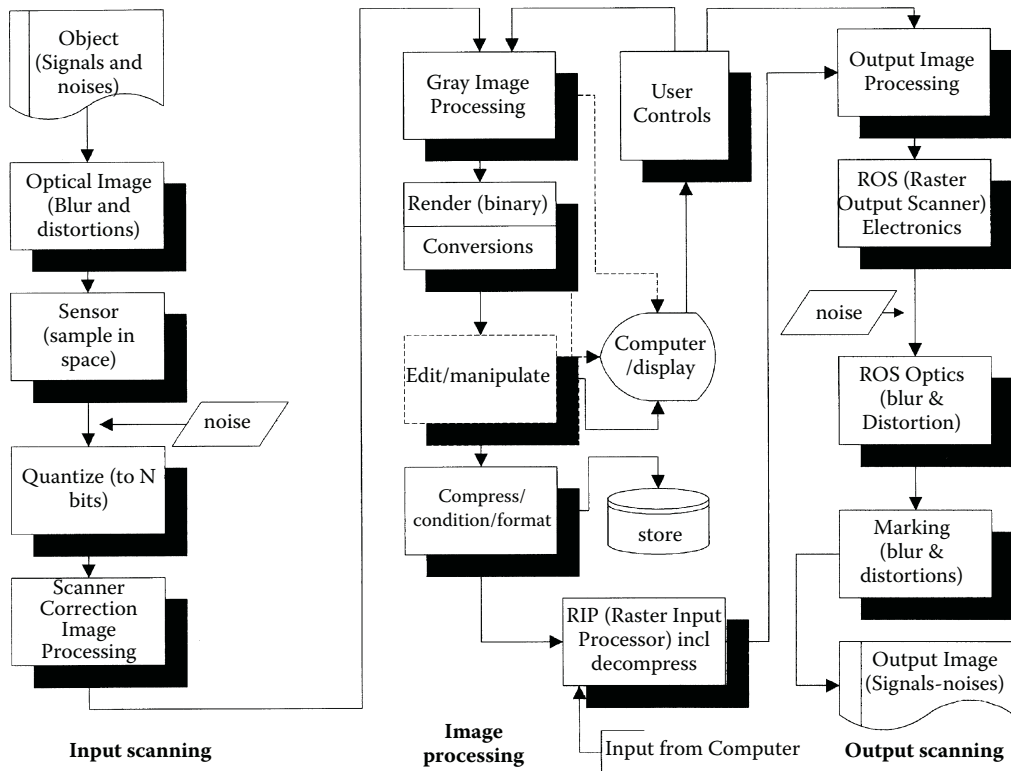 Object
(Signals and
noises)
Optical Image
(Blur and
distortions)
Sensor
(sample in
space)
noise
Quantize (to N
bits)
Scanner
Correction
Image
Processing
Input scanning
Gray Image
Processing
Render (binary)
Conversions
Edit/manipulate
Compress/
condition/format
User
Controls
Computer
/display
store
RIP (Raster Input
Processor) incl
decompress
Input from Computer
Image
processing
Output Image
Processing
ROS (Raster
Output Scanner)
Electronics
noise
ROS Optics
(blur &
Distortion)
Marking
(blur &
distortions)
Output Image
(Signals-noises)
Output scanning